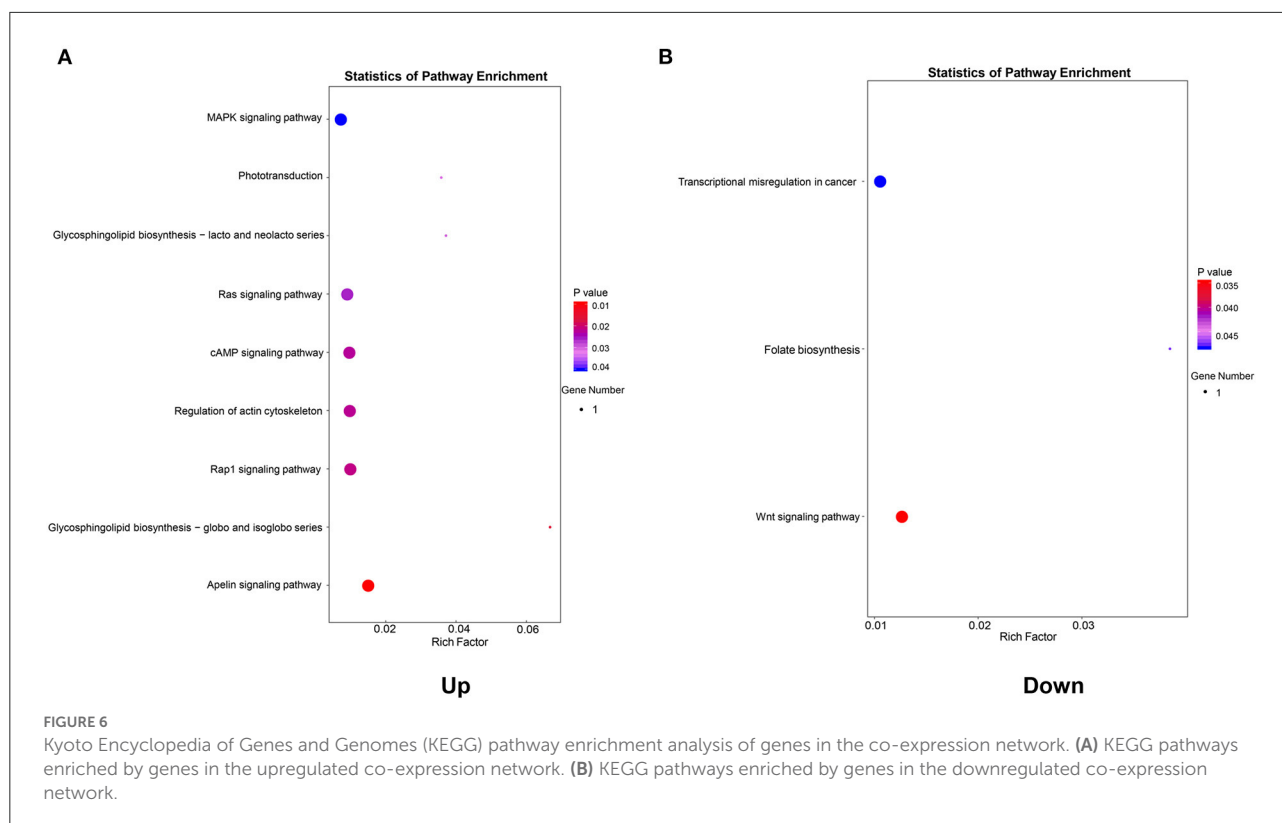 A
Statistics of Pathway Enrichment
MAPK signaling pathway
Phototransduction
Glycosphingolipid biosynthesis − lacto and neolacto series
Ras signaling pathway
cAMP signaling pathway
Regulation of actin cytoskeleton
Rap1 signaling pathway
Glycosphingolipid biosynthesis − globo and isoglobo series
Apelin signaling pathway
0.02 0.04 0.06
Rich Factor
P value
0.01
0.02
0.03
0.04
Gene Number
1
Up
B
Statistics of Pathway Enrichment
Transcriptional misregulation in cancer
Folate biosynthesis
Wnt signaling pathway
0.01 0.02 0.03
Rich Factor
P value
0.035
0.040
0.045
Gene Number
1
Down
FIGURE 6
Kyoto Encyclopedia of Genes and Genomes (KEGG) pathway enrichment analysis of genes in the co-expression network. (A) KEGG pathways
enriched by genes in the upregulated co-expression network. (B) KEGG pathways enriched by genes in the downregulated co-expression
network.